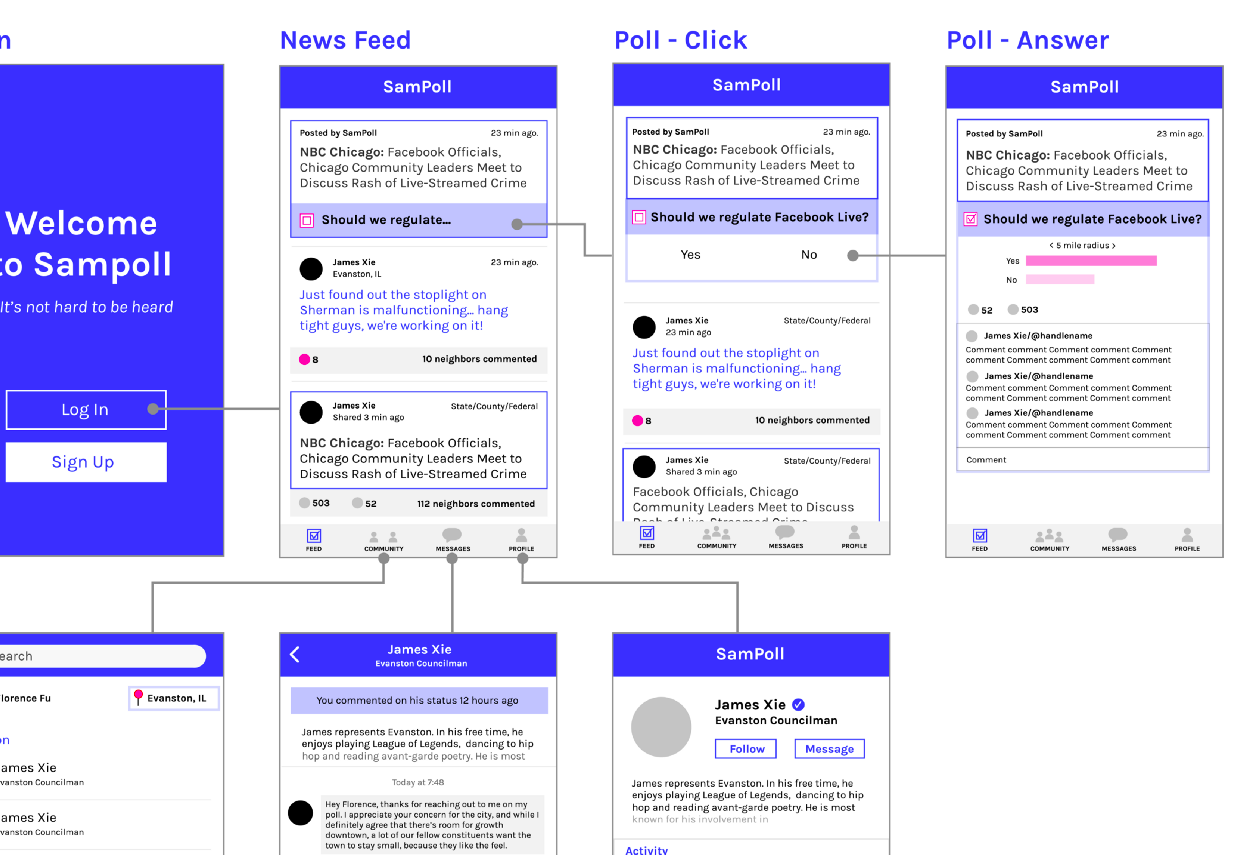 n
News Feed
Poll - Click
Poll - Answer
Welcome
to Sampoll
It's not hard to be heard
Log In
Sign Up
SamPoll
Posted by SamPoll
23 min ago.
NBC Chicago: Facebook Officials,
Chicago Community Leaders Meet to
Discuss Rash of Live-Streamed Crime
Should we regulate...
James Xie
23 min ago.
Evanston, IL
Just found out the stoplight on
Sherman is malfunctioning... hang
tight guys, we're working on it!
8
10 neighbors commented
James Xie
State/County/Federal
Shared 3 min ago
NBC Chicago: Facebook Officials,
Chicago Community Leaders Meet to
Discuss Rash of Live-Streamed Crime
503
52
112 neighbors commented
FEED
COMMUNITY
MESSAGES
PROFILE
SamPoll
Posted by SamPoll
23 min ago.
NBC Chicago: Facebook Officials,
Chicago Community Leaders Meet to
Discuss Rash of Live-Streamed Crime
Should we regulate Facebook Live?
Yes
No
James Xie
State/County/Federal
23 min ago
Just found out the stoplight on
Sherman is malfunctioning... hang
tight guys, we're working on it!
8
10 neighbors commented
James Xie
State/County/Federal
Shared 3 min ago
Facebook Officials, Chicago
Community Leaders Meet to Discuss
Rash of Live-Streamed Crime
FEED
COMMUNITY
MESSAGES
PROFILE
SamPoll
Posted by SamPoll
23 min ago.
NBC Chicago: Facebook Officials,
Chicago Community Leaders Meet to
Discuss Rash of Live-Streamed Crime
Should we regulate Facebook Live?
< 5 mile radius >
Yes
No
52
503
James Xie/@handlename
Comment comment Comment comment Comment
comment Comment comment Comment comment
James Xie/@handlename
Comment comment Comment comment Comment
comment Comment comment Comment comment
James Xie/@handlename
Comment comment Comment comment Comment
comment Comment comment Comment comment
Comment
FEED
COMMUNITY
MESSAGES
PROFILE
earch
lorence Fu
Evanston, IL
on
ames Xie
vanston Councilman
ames Xie
vanston Councilman
James Xie
Evanston Councilman
You commented on his status 12 hours ago
James represents Evanston. In his free time, he
enjoys playing League of Legends, dancing to hip
hop and reading avant-garde poetry. He is most
Today at 7:48
Hey Florence, thanks for reaching out to me on my
poll. I appreciate your concern for the city, and while I
definitely agree that there's room for growth
downtown, a lot of our fellow constituents want the
town to stay small, because they like the feel.
SamPoll
James Xie
Evanston Councilman
Follow
Message
James represents Evanston. In his free time, he
enjoys playing League of Legends, dancing to hip
hop and reading avant-garde poetry. He is most
known for his involvement in
Activity